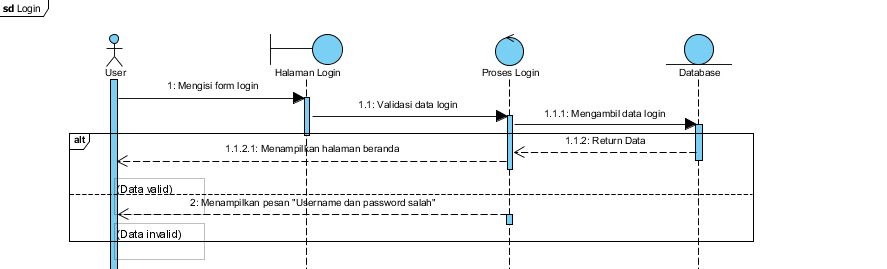 sd Login
User
Halaman Login
Proses Login
Database
1: Mengisi form login
1.1: Validasi data login
1.1.1: Mengambil data login
alt
1.1.2: Return Data
1.1.2.1: Menampilkan halaman beranda
(Data valid)
2: Menampilkan pesan "Username dan password salah"
(Data invalid)